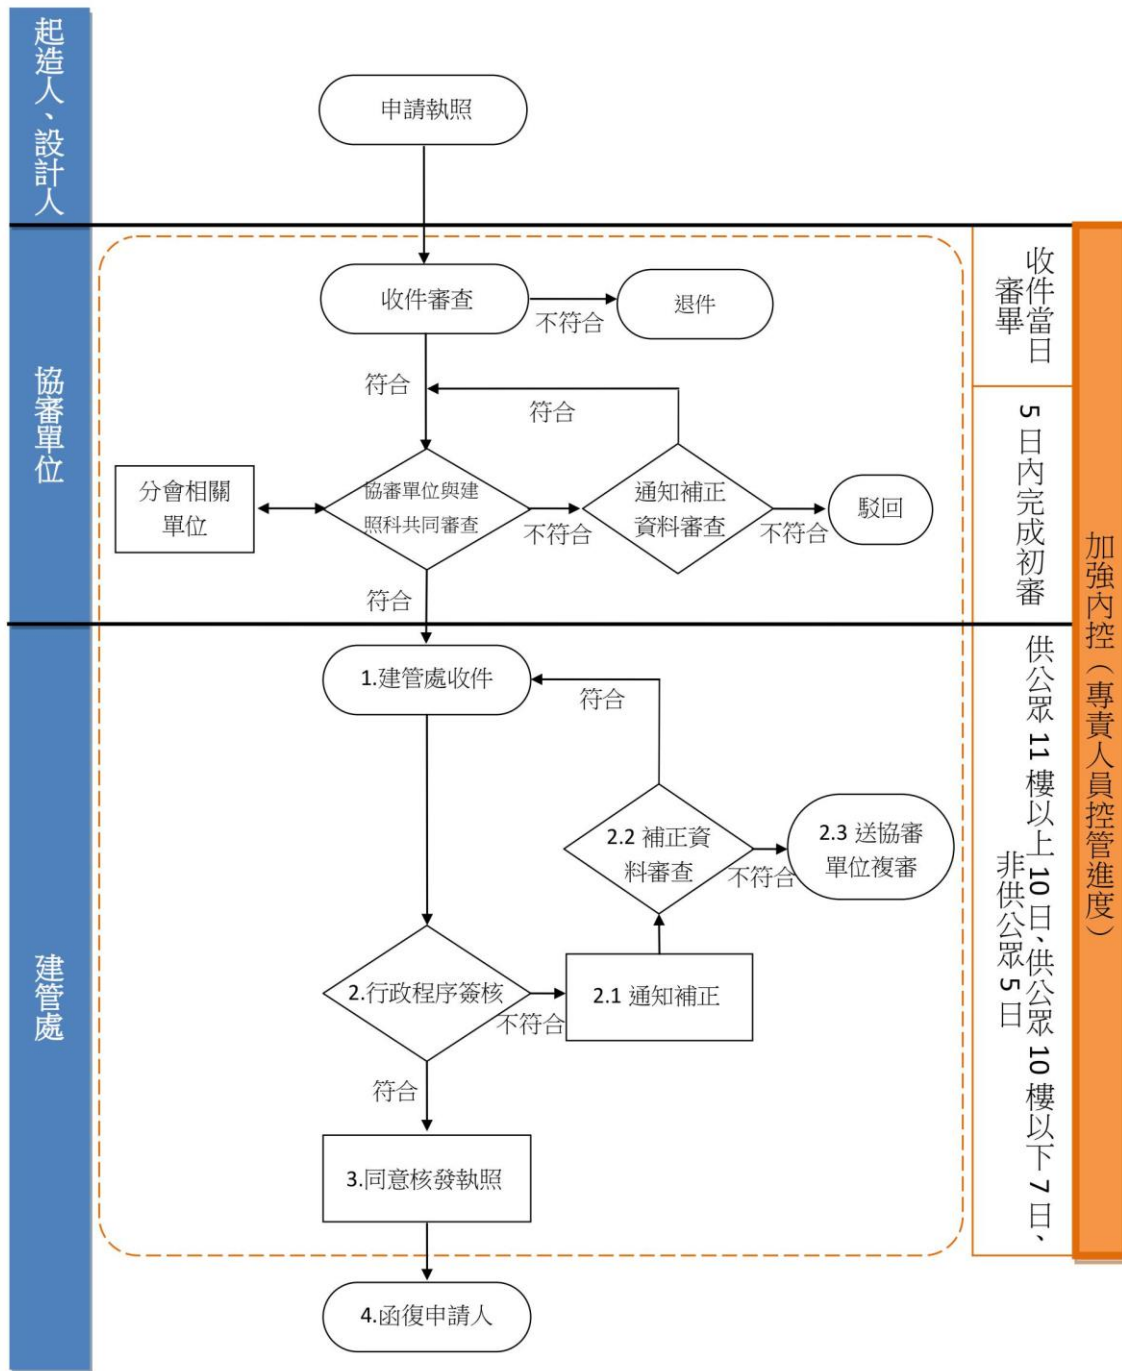 起造人、設計人
申請執照
協審單位
收件審查
不符合
退件
收件當日
審畢
符合
符合
分會相關
單位
協審單位與建
照科共同審查
不符合
通知補正
資料審查
不符合
駁回
5 日內完成初審
符合
加強內控（專責人員控管進度）
建管處
1.建管處收件
符合
2.2 補正資
料審查
不符合
2.3 送協審
單位複審
供公眾 11 樓以上 10 日、供公眾 10 樓以下 7 日、
非供公眾 5 日
2.行政程序簽核
不符合
2.1 通知補正
符合
3.同意核發執照
4.函復申請人